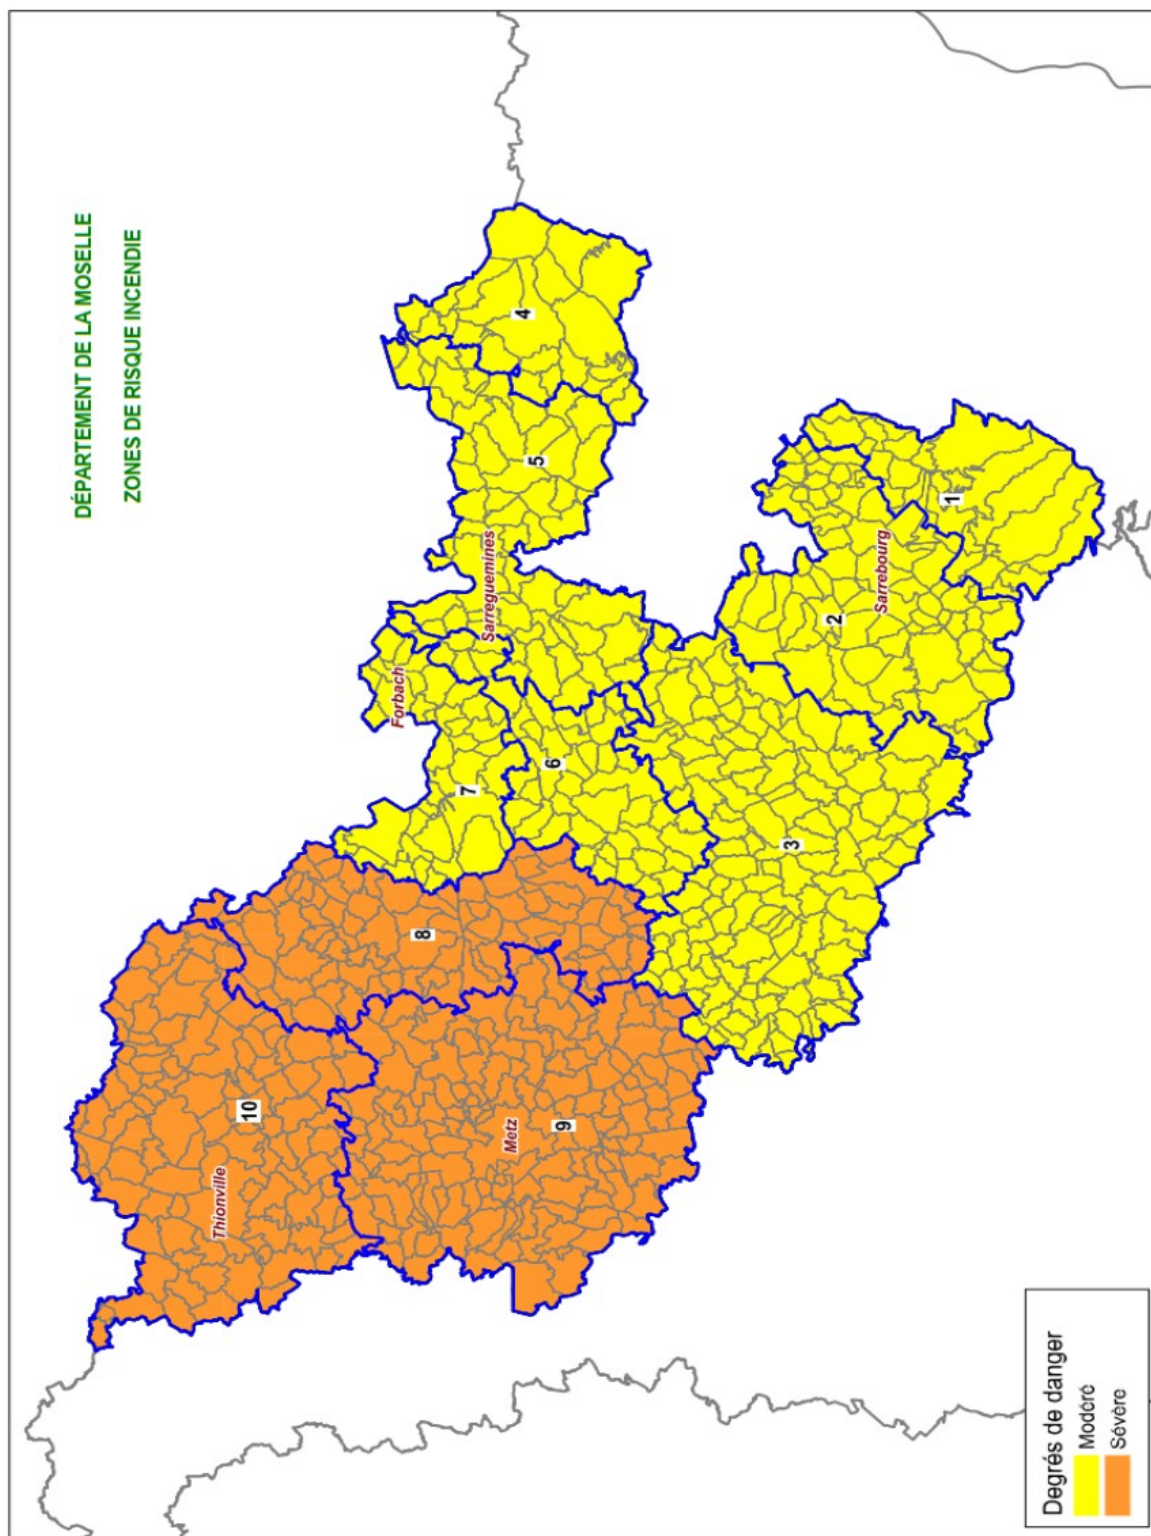 DÉPARTEMENT DE LA MOSELLE
ZONES DE RISQUE INCENDIE
Thionville
10
8
Forbach
7
Sarreguemines
Metz
9
6
5
4
3
2
Sarrebourg
1
Degrés de danger
Modéré
Sévère